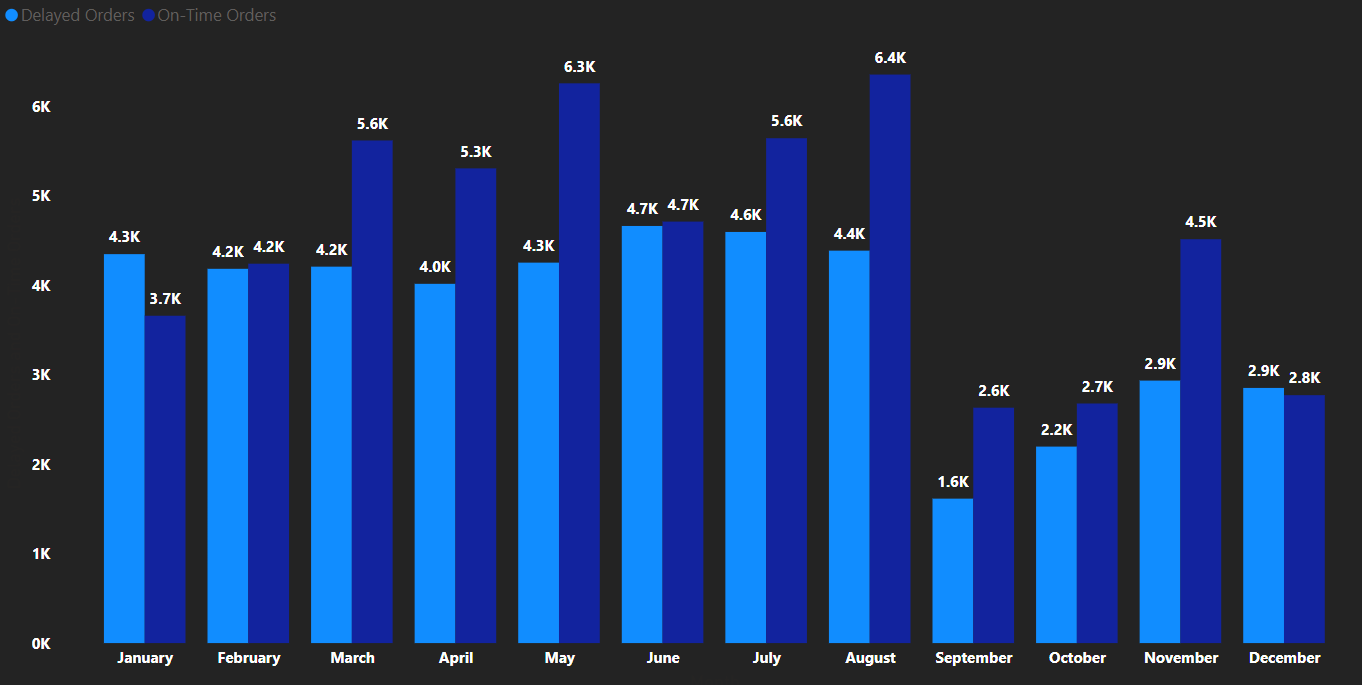 Delayed Orders On-Time Orders
6.4K
6.3K
6K
5.6K 5.6K
5.3K
5K
4.7K 4.7K 4.6K
4.5K
4.3K 4.2K 4.2K 4.2K 4.3K 4.4K
4.0K
4K
3.7K
3K
2.9K 2.9K 2.8K
2.6K 2.7K
2.2K
2K
1.6K
1K
0K
January February March April May June July August September October November December